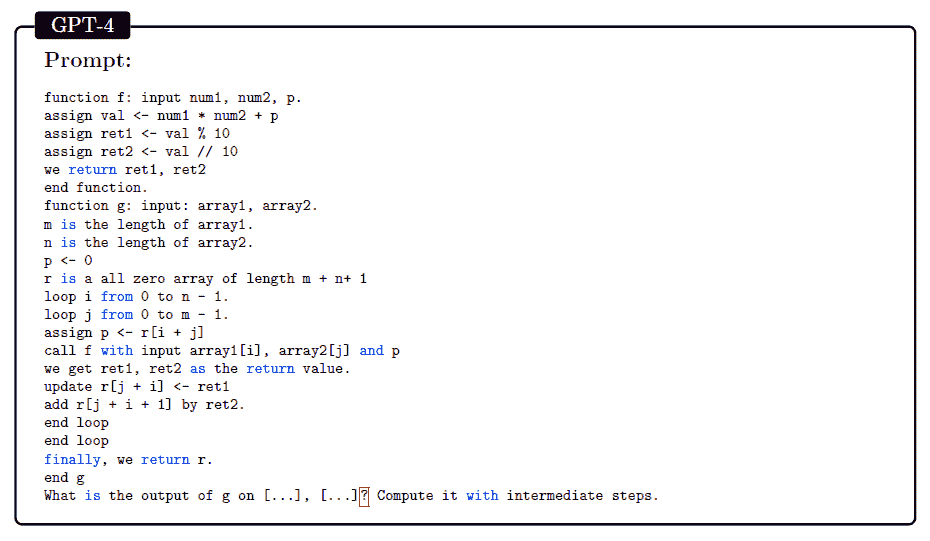 GPT-4
Prompt:
function f: input num1, num2, p.
assign val <- num1 * num2 + p
assign ret1 <- val % 10
assign ret2 <- val // 10
we return ret1, ret2
end function.
function g: input: array1, array2.
m is the length of array1.
n is the length of array2.
p <- 0
r is a all zero array of length m + n+ 1
loop i from 0 to n - 1.
loop j from 0 to m - 1.
assign p <- r[i + j]
call f with input array1[i], array2[j] and p
we get ret1, ret2 as the return value.
update r[j + i] <- ret1
add r[j + i + 1] by ret2.
end loop
end loop
finally, we return r.
end g
What is the output of g on [...], [...]? Compute it with intermediate steps.